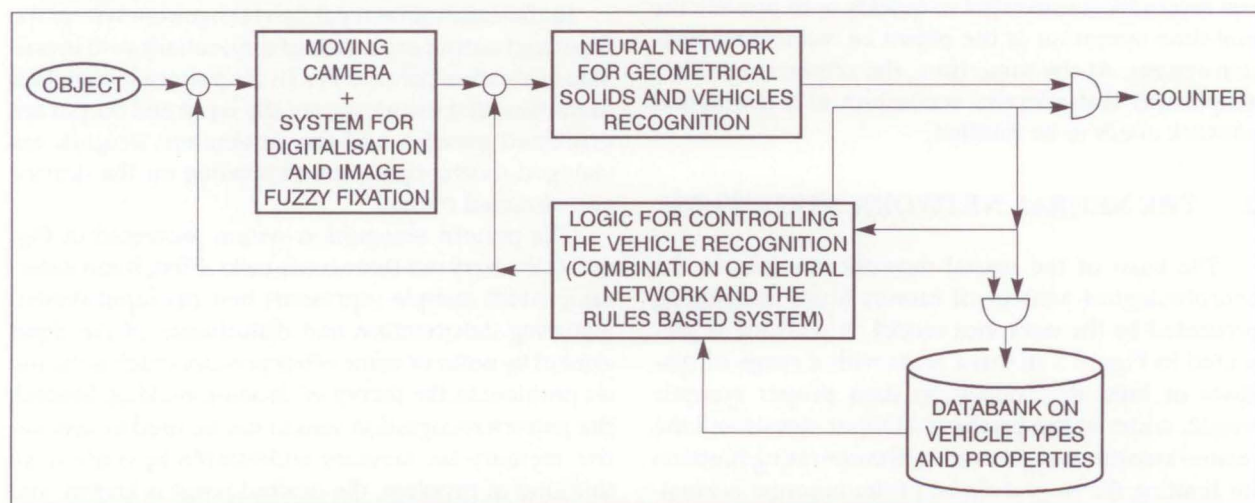 OBJECT
MOVING
CAMERA
+
SYSTEM FOR
DIGITALISATION
AND IMAGE
FUZZY FIXATION
NEURAL NETWORK
FOR GEOMETRICAL
SOLIDS AND VEHICLES
RECOGNITION
COUNTER
LOGIC FOR CONTROLLING
THE VEHICLE RECOGNITION
(COMBINATION OF NEURAL
NETWORK AND THE
RULES BASED SYSTEM)
DATABANK ON
VEHICLE TYPES
AND PROPERTIES